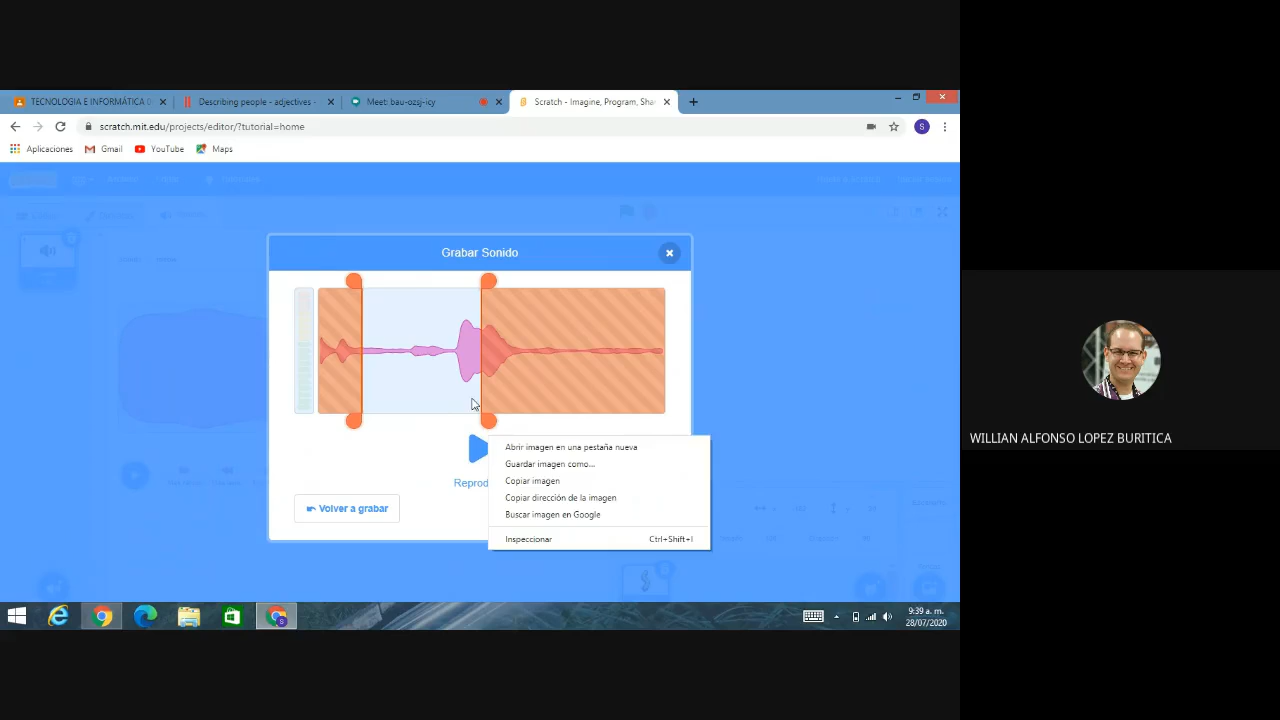 TECNOLOGIA E INFORMÁTICA
Describing people - adjectives -
Meet: bau-ozsj-icy
Scratch - Imagine, Program, Sha
scratch.mit.edu/projects/editor/?tutorial=home
S
Aplicaciones
Gmail
YouTube
Maps
Grabar Sonido
Abrir imagen en una pestaña nueva
Guardar imagen como...
Copiar imagen
Reprod
Copiar dirección de la imagen
Volver a grabar
Buscar imagen en Google
Inspeccionar Ctrl+Shift+I
WILLIAN ALFONSO LOPEZ BURITICA
9:39 a. m.
28/07/2020